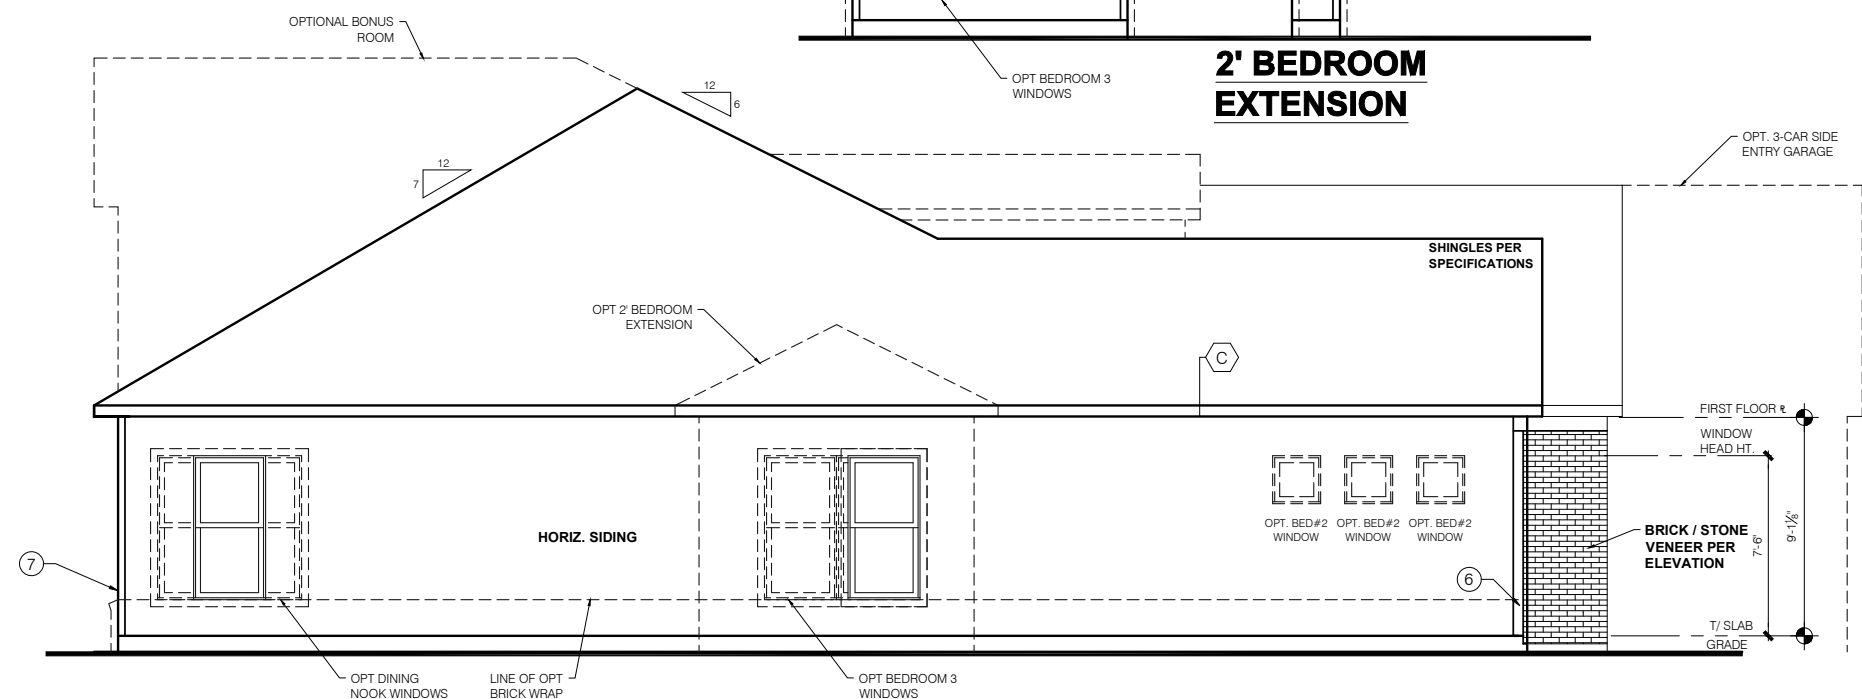 OPTIONAL BONUS
ROOM
OPT BEDROOM 3
WINDOWS
2' BEDROOM
EXTENSION
12
6
12
7
OPT. 3-CAR SIDE
ENTRY GARAGE
SHINGLES PER
SPECIFICATIONS
OPT 2' BEDROOM
EXTENSION
C
FIRST FLOOR ℄
WINDOW
HEAD HT.
OPT. BED#2
WINDOW
OPT. BED#2
WINDOW
OPT. BED#2
WINDOW
HORIZ. SIDING
BRICK / STONE
VENEER PER
ELEVATION
7'-6"
9'-1⅛"
7
6
T/ SLAB
GRADE
OPT DINING
NOOK WINDOWS
LINE OF OPT
BRICK WRAP
OPT BEDROOM 3
WINDOWS